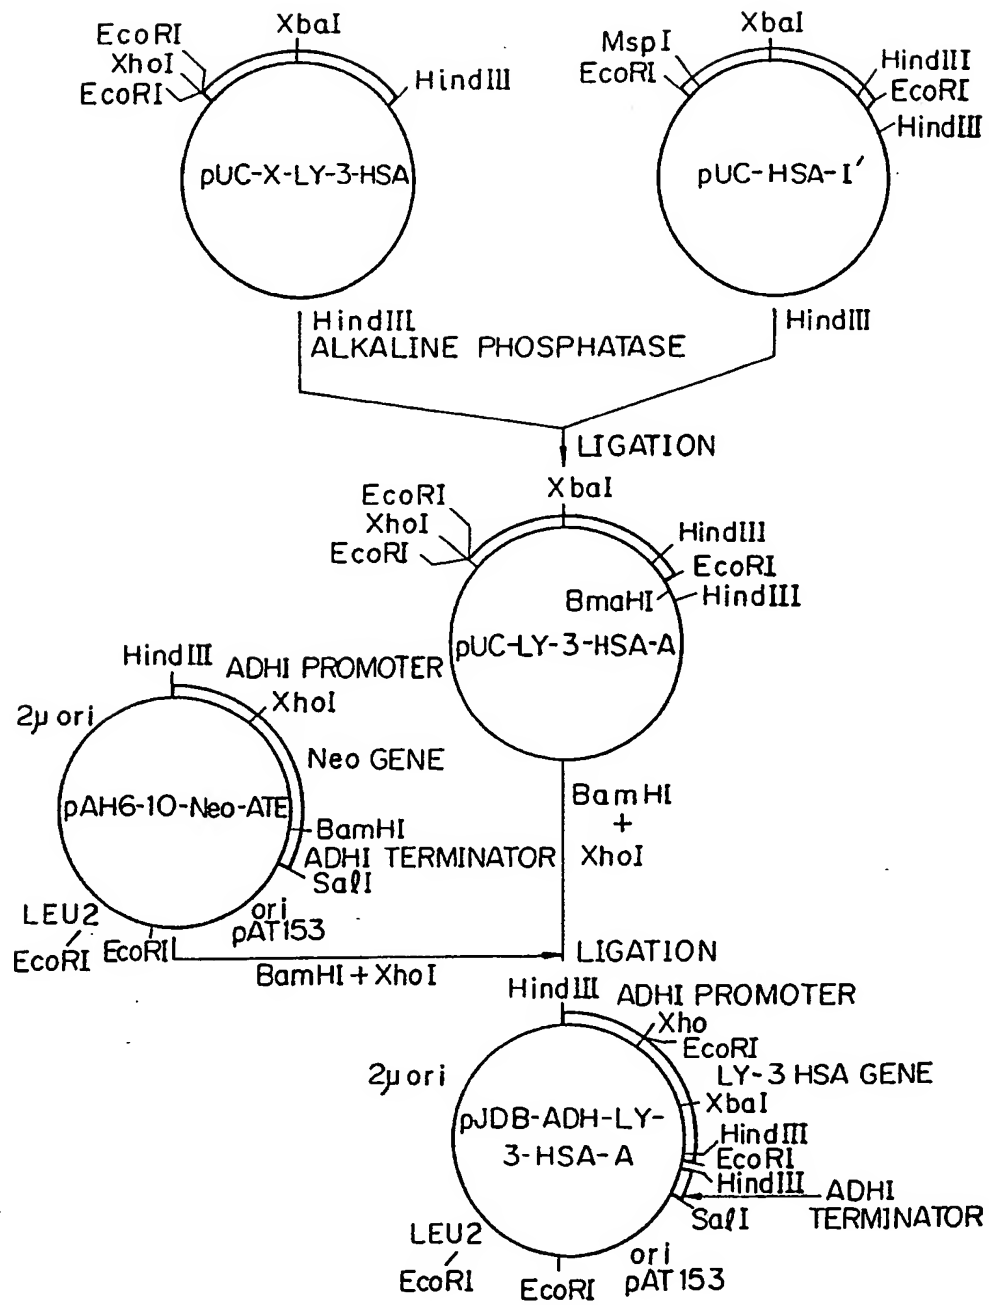 XbaI
EcoRI
XhoI
EcoRI
HindIII
pUC-X-LY-3-HSA
XbaI
MspI
EcoRI
HindIII
EcoRI
HindIII
pUC-HSA-I'
HindIII
ALKALINE PHOSPHATASE
HindIII
LIGATION
XbaI
EcoRI
XhoI
EcoRI
HindIII
EcoRI
BmaHI
HindIII
pUC-LY-3-HSA-A
HindIII
ADHI PROMOTER
XhoI
2μ ori
Neo GENE
pAH6-10-Neo-ATE
BamHI
ADHI TERMINATOR
SalI
LEU2
EcoRI
EcoRI
ori
pAT153
BamHI
+
XhoI
BamHI + XhoI
LIGATION
HindIII
ADHI PROMOTER
Xho
EcoRI
LY-3 HSA GENE
2μ ori
XbaI
pJDB-ADH-LY-
3-HSA-A
HindIII
EcoRI
HindIII
ADHI
TERMINATOR
SalI
LEU2
EcoRI
EcoRI
ori
pAT153